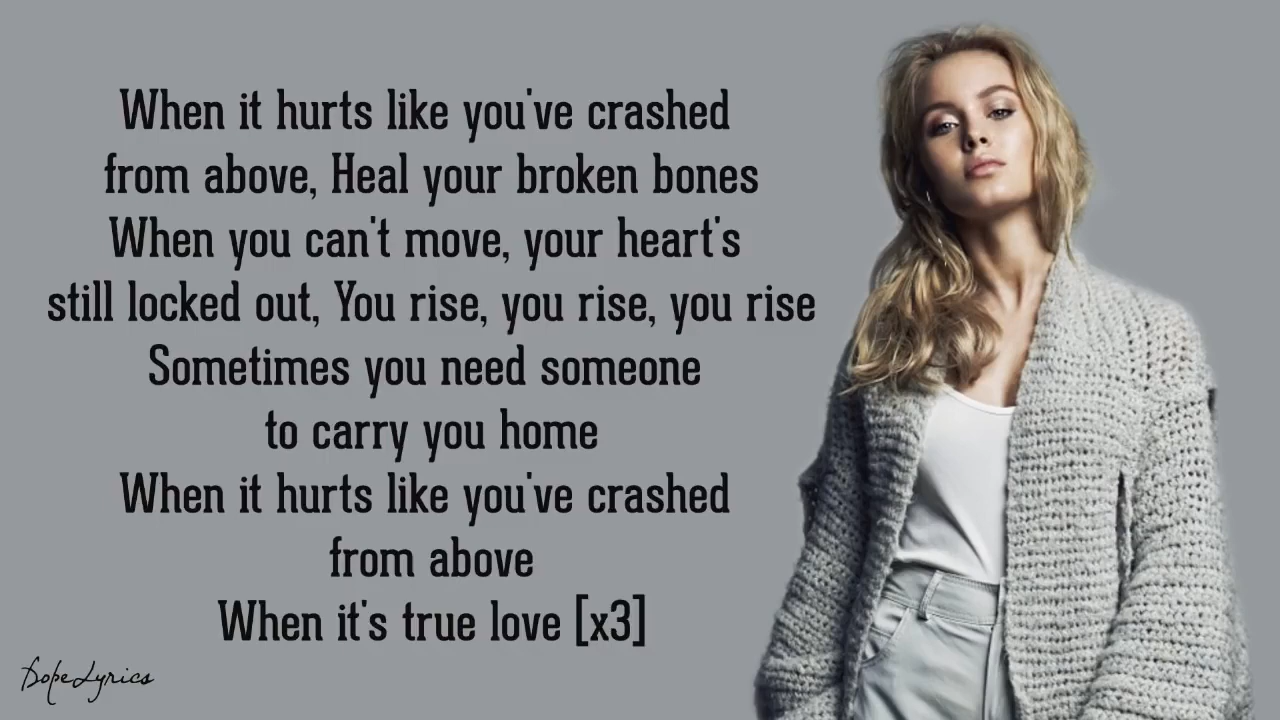 When it hurts like you've crashed
from above, Heal your broken bones
When you can't move, your heart's
still locked out, You rise, you rise, you rise
Sometimes you need someone
to carry you home
When it hurts like you've crashed
from above
When it's true love [x3]
DopeLyrics